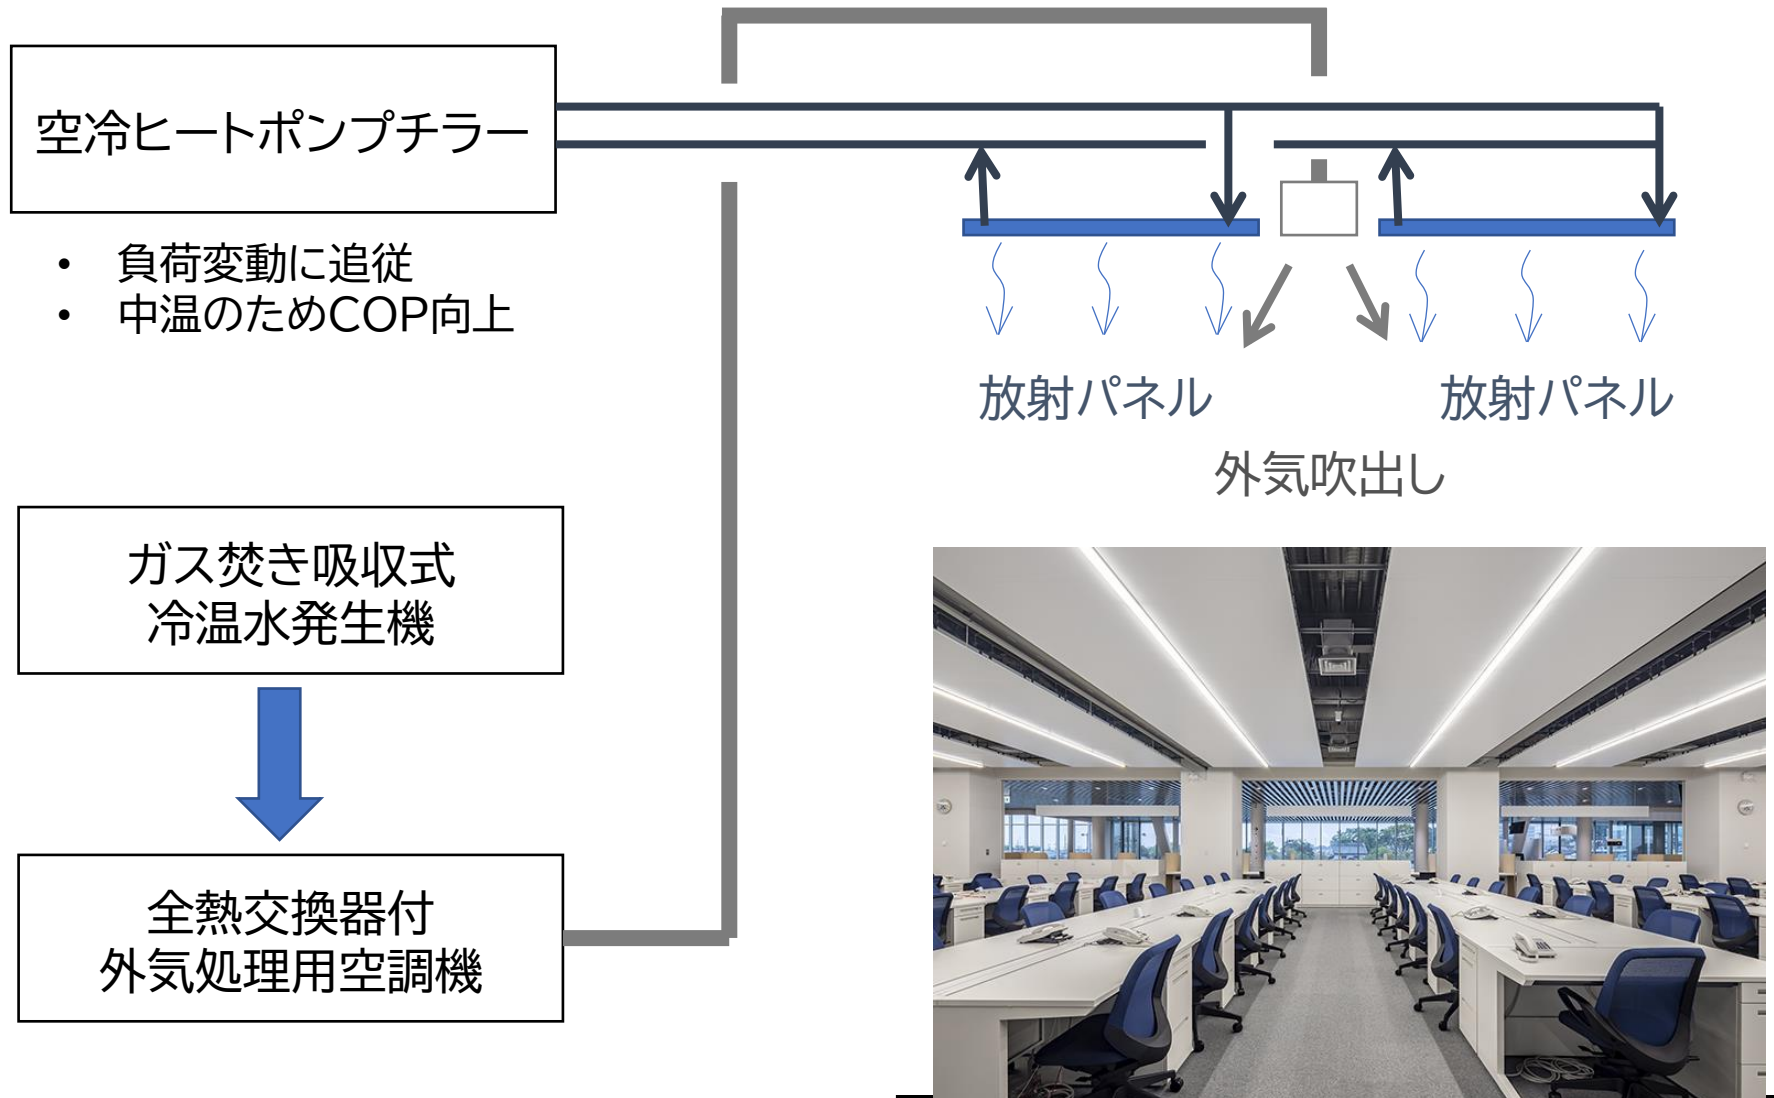 空冷ヒートポンプチラー
• 負荷変動に追従
• 中温のためCOP向上
放射パネル
放射パネル
外気吹出し
ガス焚き吸収式
冷温水発生機
全熱交換器付
外気処理用空調機